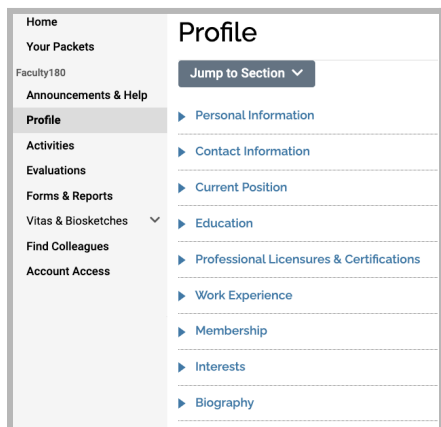 Home
Your Packets
Faculty180
Announcements & Help
Profile
Activities
Evaluations
Forms & Reports
Vitas & Biosketches
Find Colleagues
Account Access
Profile
Jump to Section
Personal Information
Contact Information
Current Position
Education
Professional Licensures & Certifications
Work Experience
Membership
Interests
Biography